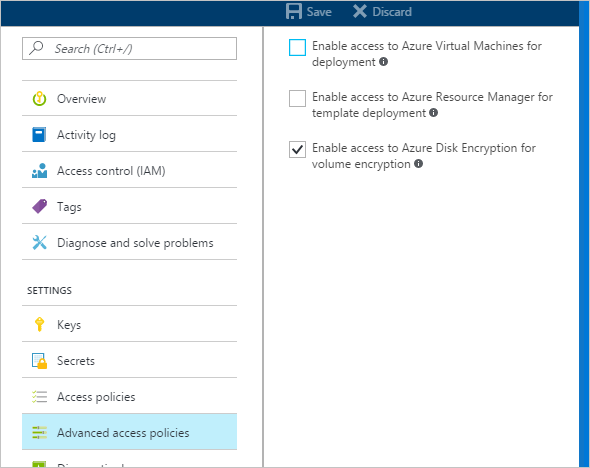 Save Discard
Search (Ctrl+/)
Enable access to Azure Virtual Machines for
deployment
Enable access to Azure Resource Manager for
template deployment
Enable access to Azure Disk Encryption for
volume encryption
Overview
Activity log
Access control (IAM)
Tags
Diagnose and solve problems
SETTINGS
Keys
Secrets
Access policies
Advanced access policies